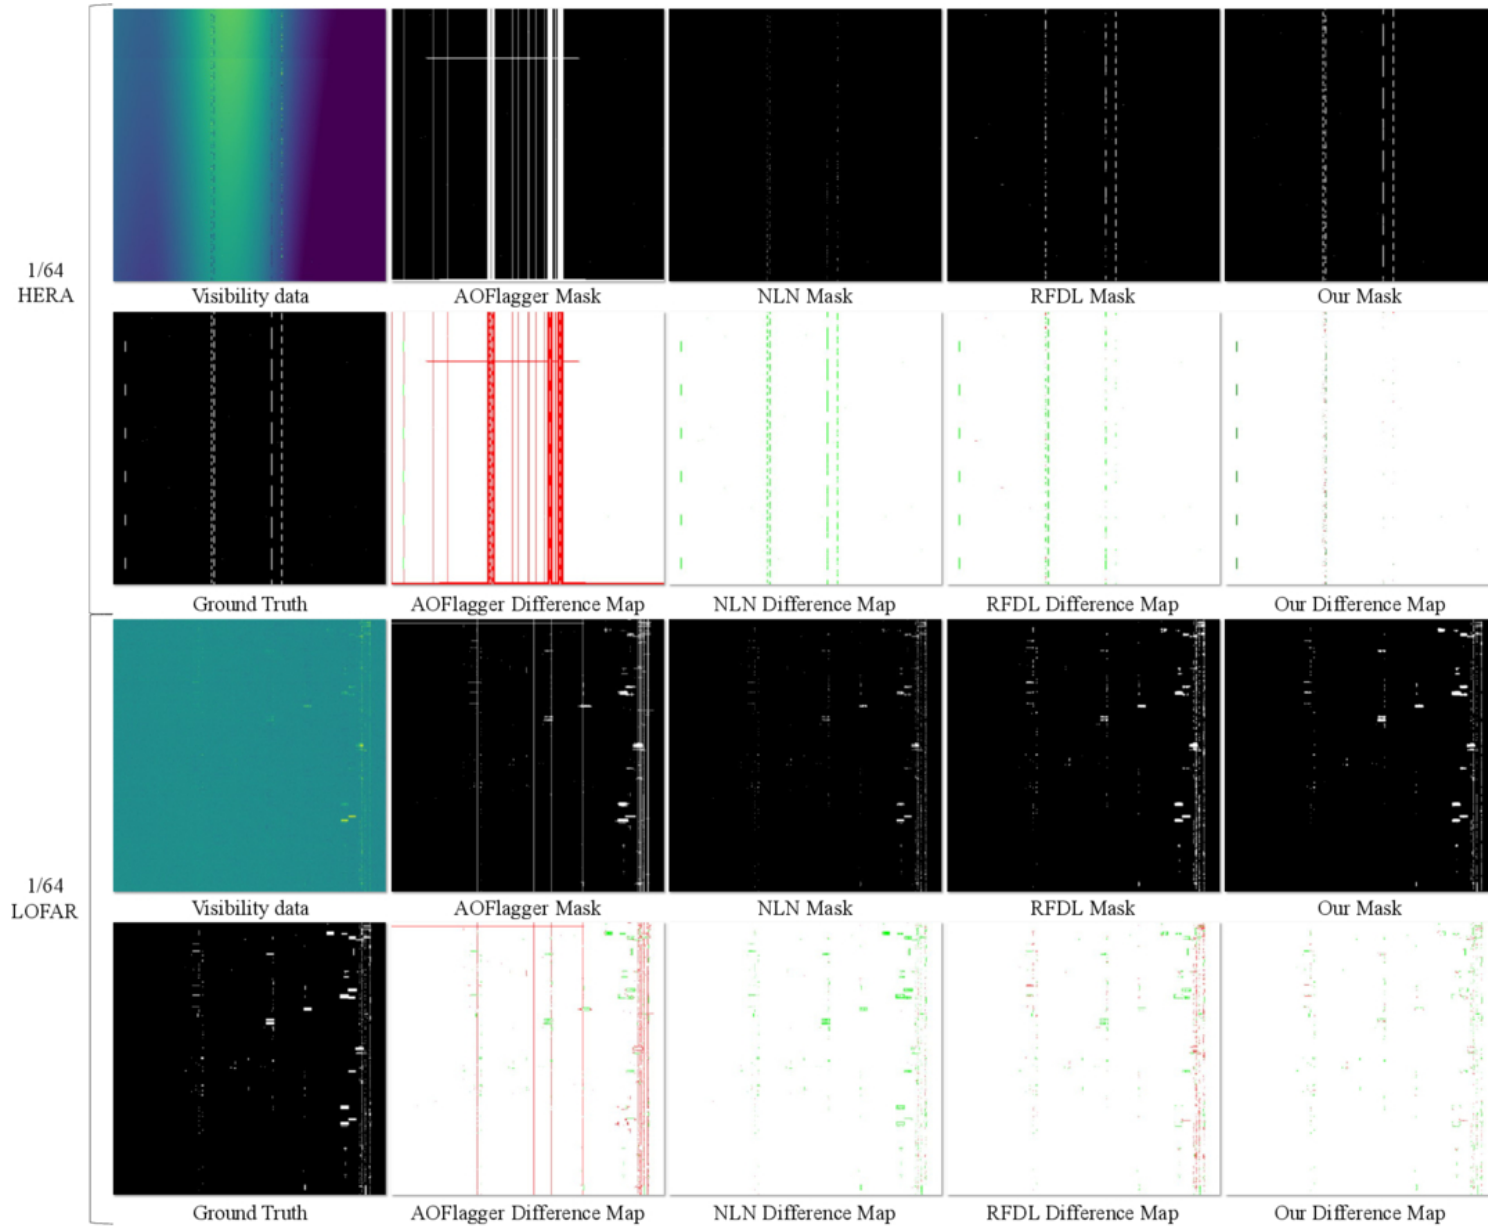 1/64
HERA
Visibility data
AOFlagger Mask
NLN Mask
RFDL Mask
Our Mask
Ground Truth
AOFlagger Difference Map
NLN Difference Map
RFDL Difference Map
Our Difference Map
1/64
LOFAR
Visibility data
AOFlagger Mask
NLN Mask
RFDL Mask
Our Mask
Ground Truth
AOFlagger Difference Map
NLN Difference Map
RFDL Difference Map
Our Difference Map